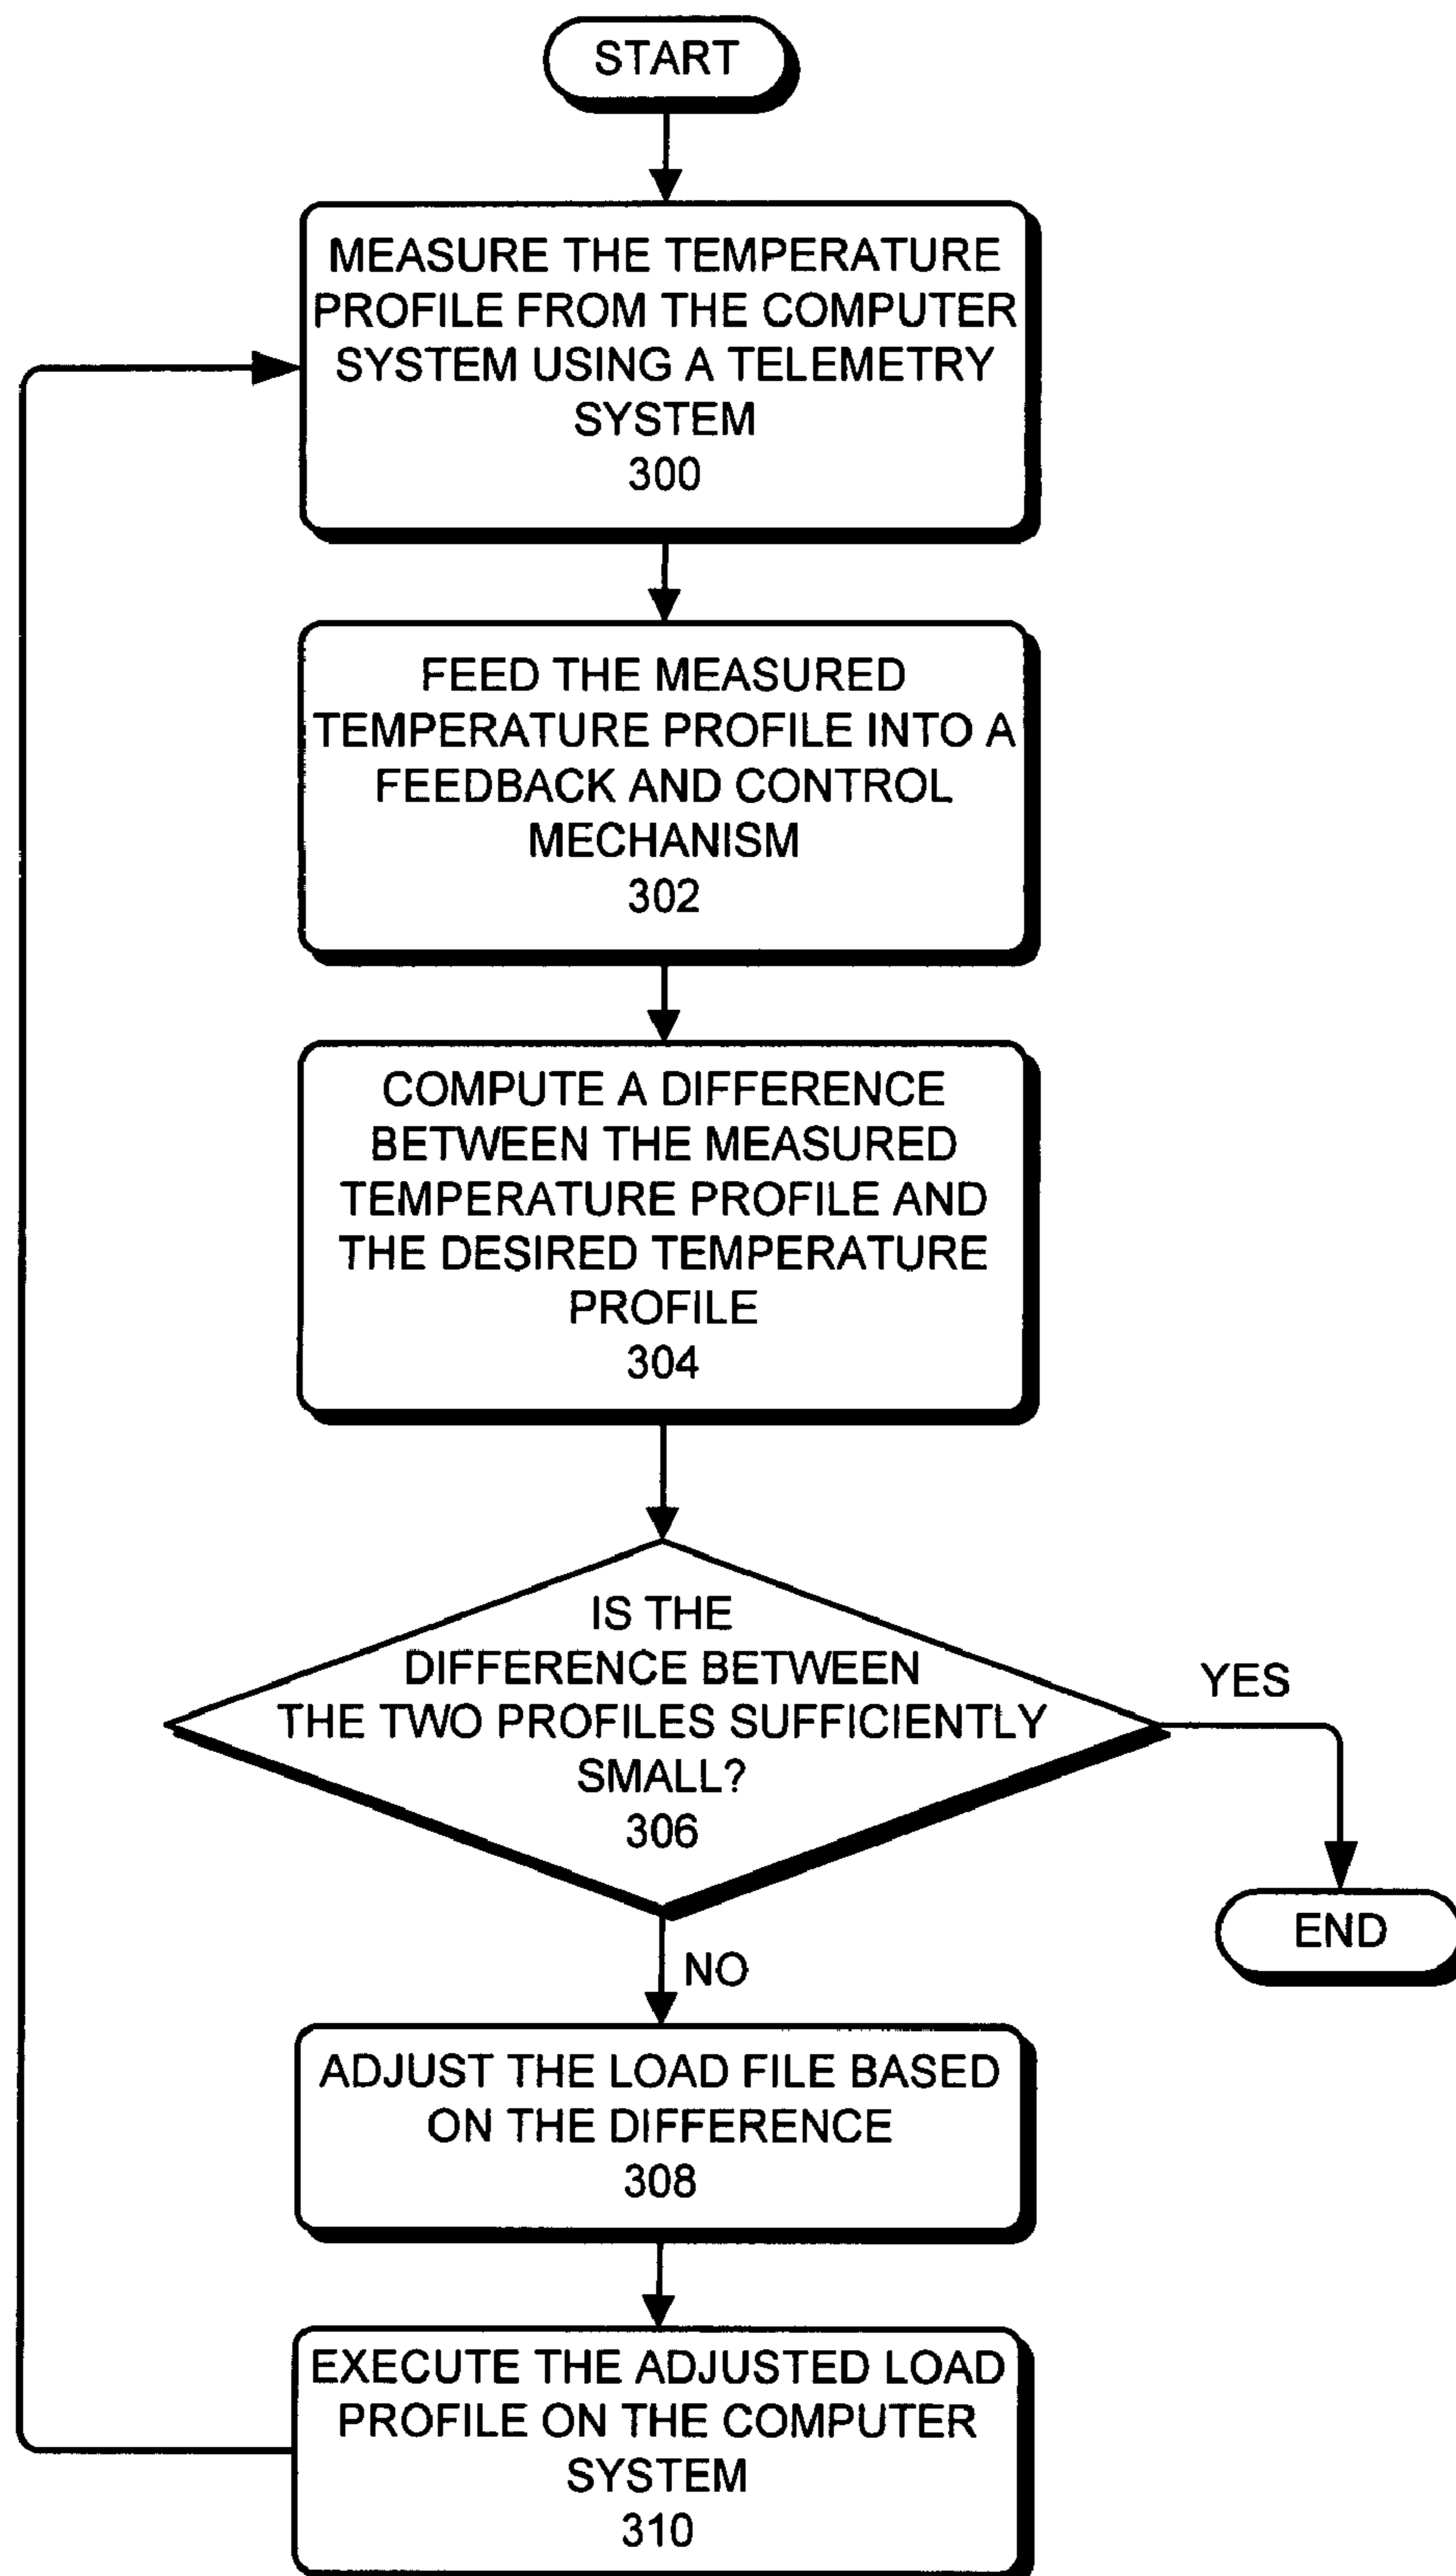 START
MEASURE THE TEMPERATURE
PROFILE FROM THE COMPUTER
SYSTEM USING A TELEMETRY
SYSTEM
300
FEED THE MEASURED
TEMPERATURE PROFILE INTO A
FEEDBACK AND CONTROL
MECHANISM
302
COMPUTE A DIFFERENCE
BETWEEN THE MEASURED
TEMPERATURE PROFILE AND
THE DESIRED TEMPERATURE
PROFILE
304
IS THE
DIFFERENCE BETWEEN
THE TWO PROFILES SUFFICIENTLY
SMALL?
306
YES
END
NO
ADJUST THE LOAD FILE BASED
ON THE DIFFERENCE
308
EXECUTE THE ADJUSTED LOAD
PROFILE ON THE COMPUTER
SYSTEM
310